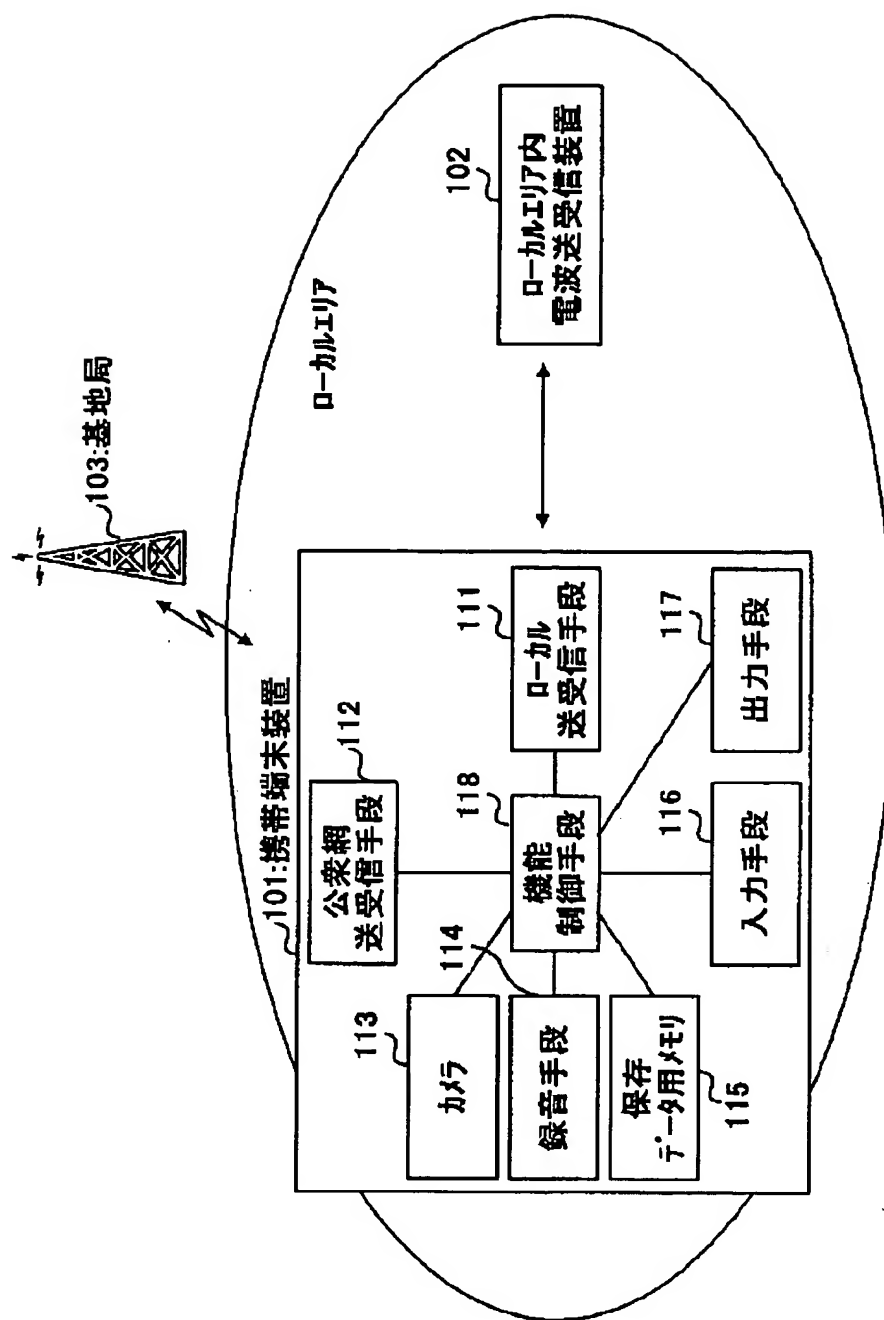 103:基地局
ローカルエリア
101:携帯端末装置
112
公衆網
送受信手段
113
カメラ
114
録音手段
118
機能
制御手段
111
ローカル
送受信手段
102
ローカルエリア内
電波送受信装置
保存
データ用メモリ
115
116
入力手段
117
出力手段